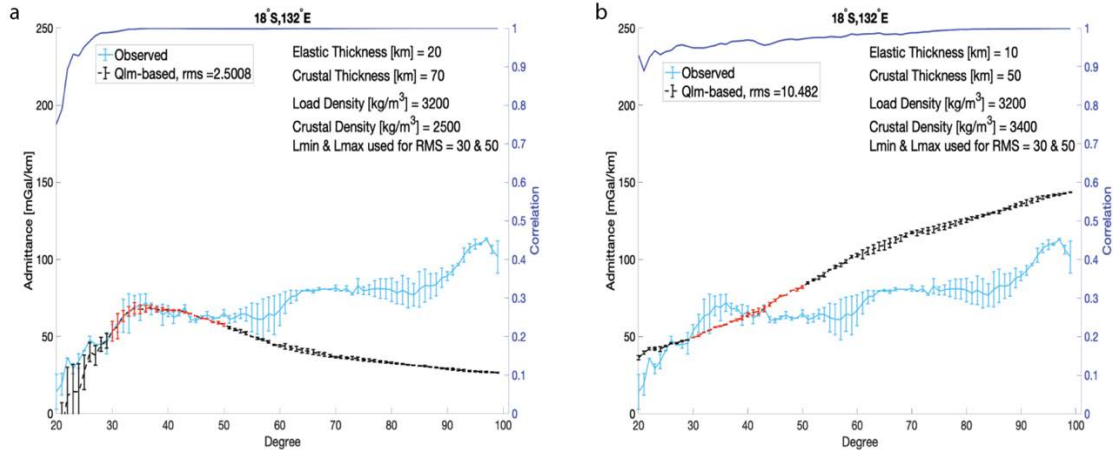 a
18°S,132°E
250
200
150
100
50
0
Admittance [mGal/km]
Observed
Qlm-based, rms =2.5008
Elastic Thickness [km] = 20
Crustal Thickness [km] = 70
Load Density [kg/m³] = 3200
Crustal Density [kg/m³] = 2500
Lmin & Lmax used for RMS = 30 & 50
1
0.9
0.8
0.7
0.6
0.5
0.4
0.3
0.2
0.1
0
Correlation
20 30 40 50 60 70 80 90 100
Degree
b
18°S,132°E
250
200
150
100
50
0
Admittance [mGal/km]
Observed
Qlm-based, rms =10.482
Elastic Thickness [km] = 10
Crustal Thickness [km] = 50
Load Density [kg/m³] = 3200
Crustal Density [kg/m³] = 3400
Lmin & Lmax used for RMS = 30 & 50
1
0.9
0.8
0.7
0.6
0.5
0.4
0.3
0.2
0.1
0
Correlation
20 30 40 50 60 70 80 90 100
Degree